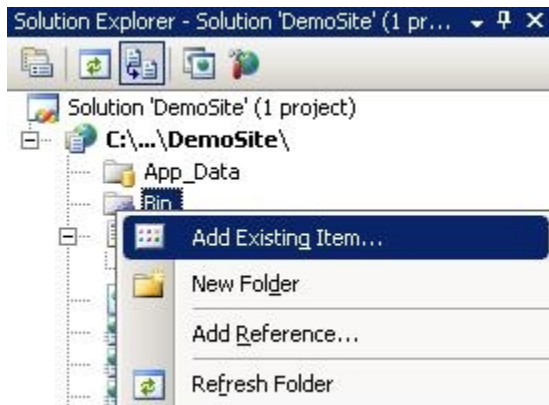 Solution Explorer - Solution 'DemoSite' (1 pr...
Solution 'DemoSite' (1 project)
C:\...\DemoSite\
App_Data
Bin
Add Existing Item...
New Folder
Add Reference...
Refresh Folder